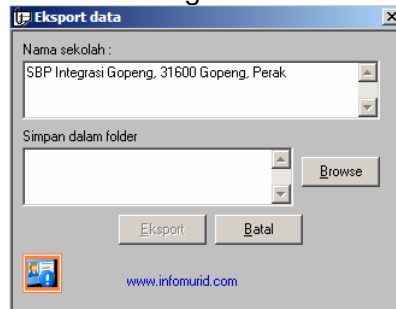 Eksport data
Nama sekolah :
SBP Integrasi Gopeng, 31600 Gopeng, Perak
Simpan dalam folder
Browse
Eksport Batal
www.infomurid.com